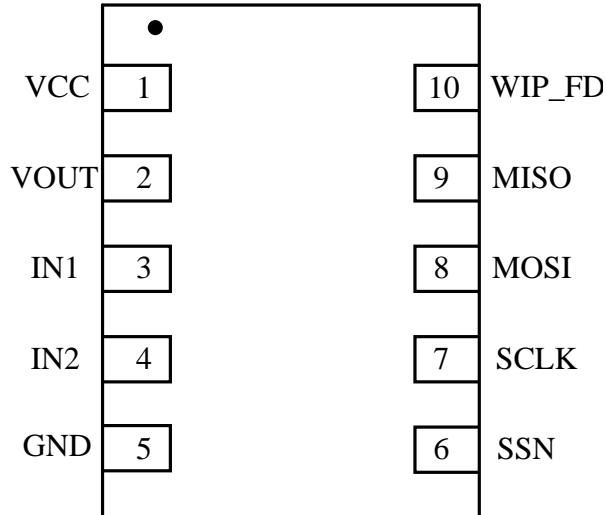 VCC 1 10 WIP_FD
VOUT 2 9 MISO
IN1 3 8 MOSI
IN2 4 7 SCLK
GND 5 6 SSN